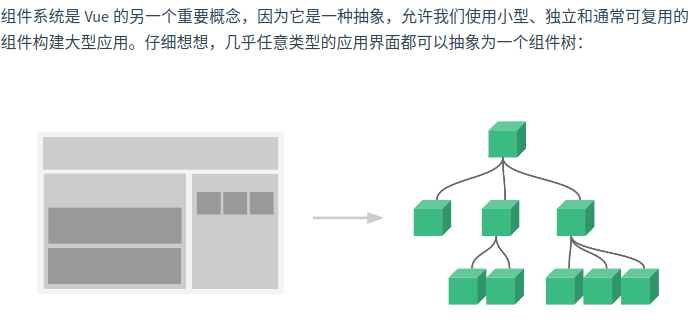 组件系统是 Vue 的另一个重要概念，因为它是一种抽象，允许我们使用小型、独立和通常可复用的
组件构建大型应用。仔细想想，几乎任意类型的应用界面都可以抽象为一个组件树：